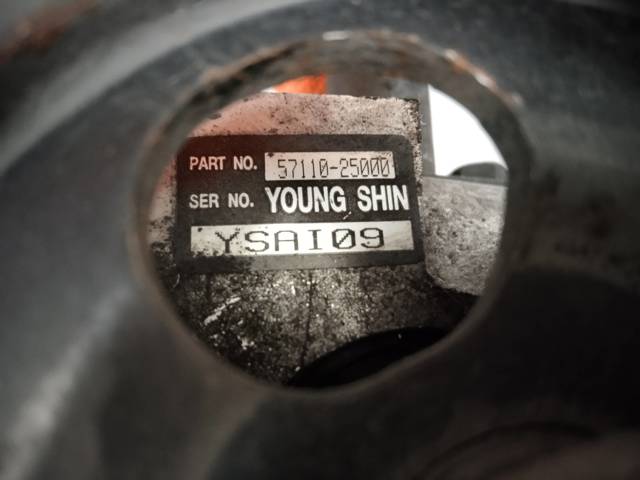 PART NO. 57110-25000
SER NO. YOUNG SHIN
YSAI09